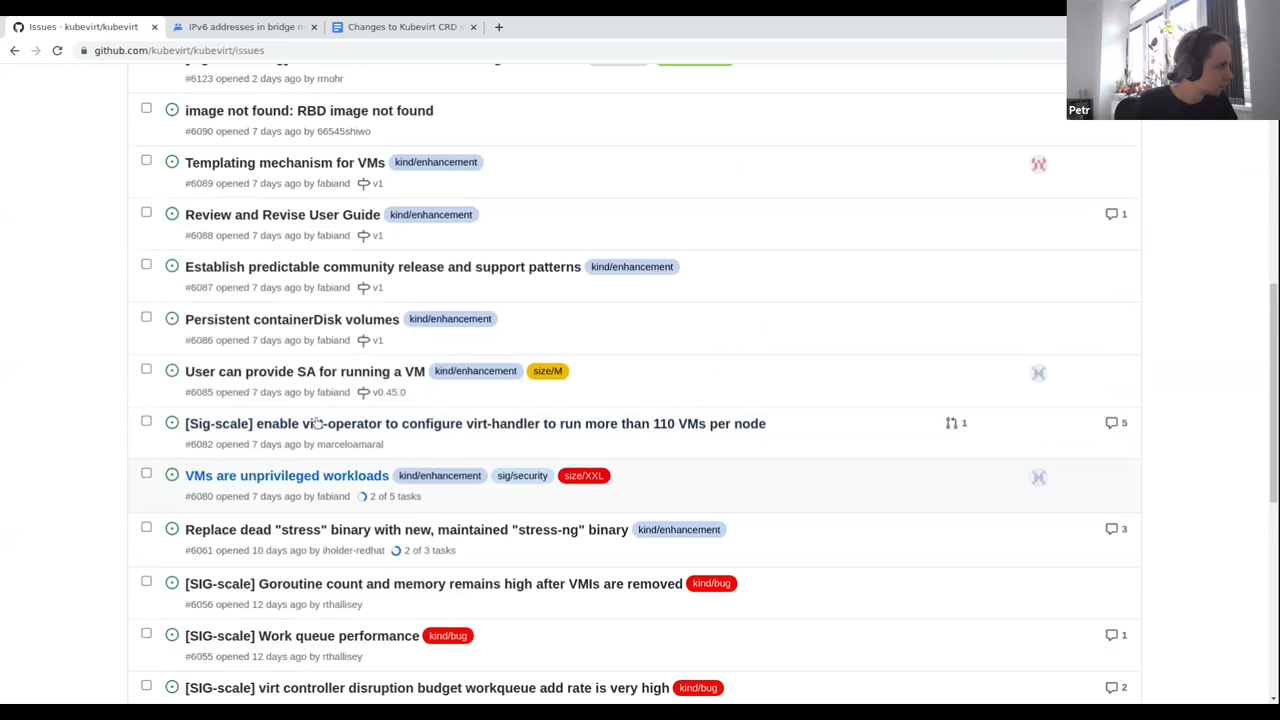 Issues · kubevirt/kubevirt
IPv6 addresses in bridge m
Changes to Kubevirt CRD s
github.com/kubevirt/kubevirt/issues
Petr
#6123 opened 2 days ago by rmohr
image not found: RBD image not found
#6090 opened 7 days ago by 66545shiwo
Templating mechanism for VMs kind/enhancement
#6089 opened 7 days ago by fabiand v1
Review and Revise User Guide kind/enhancement 1
#6088 opened 7 days ago by fabiand v1
Establish predictable community release and support patterns kind/enhancement
#6087 opened 7 days ago by fabiand v1
Persistent containerDisk volumes kind/enhancement
#6086 opened 7 days ago by fabiand v1
User can provide SA for running a VM kind/enhancement size/M
#6085 opened 7 days ago by fabiand v0.45.0
[Sig-scale] enable virt-operator to configure virt-handler to run more than 110 VMs per node 1 5
#6082 opened 7 days ago by marceloamaral
VMs are unprivileged workloads kind/enhancement sig/security size/XXL
#6080 opened 7 days ago by fabiand 2 of 5 tasks
Replace dead "stress" binary with new, maintained "stress-ng" binary kind/enhancement 3
#6061 opened 10 days ago by iholder-redhat 2 of 3 tasks
[SIG-scale] Goroutine count and memory remains high after VMIs are removed kind/bug
#6056 opened 12 days ago by rthallisey
[SIG-scale] Work queue performance kind/bug 1
#6055 opened 12 days ago by rthallisey
[SIG-scale] virt controller disruption budget workqueue add rate is very high kind/bug 2